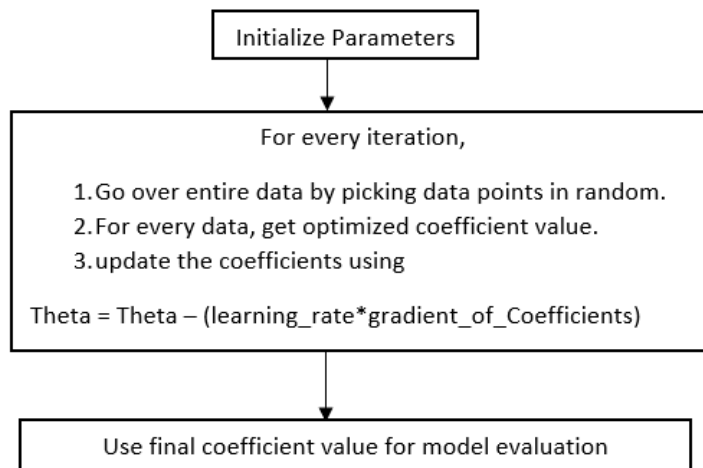 Initialize Parameters
For every iteration,
1.Go over entire data by picking data points in random.
2.For every data, get optimized coefficient value.
3.update the coefficients using
Theta = Theta – (learning_rate*gradient_of_Coefficients)
Use final coefficient value for model evaluation